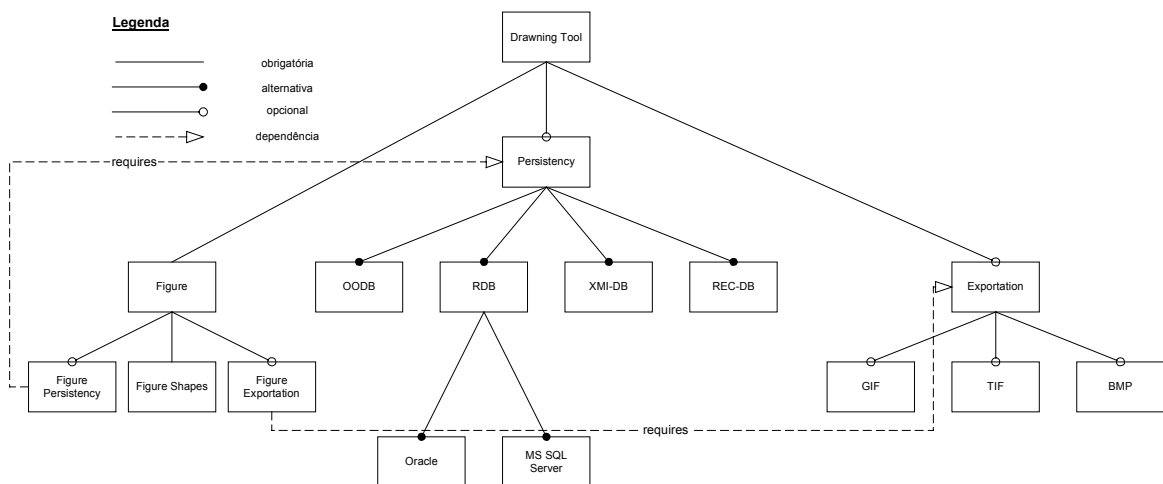 Legenda
Drawning Tool
obrigatória
alternativa
opcional
dependência
requires
Persistency
Figure
OODB
RDB
XMI-DB
REC-DB
Exportation
Figure
Persistency
Figure Shapes
Figure
Exportation
GIF
TIF
BMP
requires
Oracle
MS SQL
Server